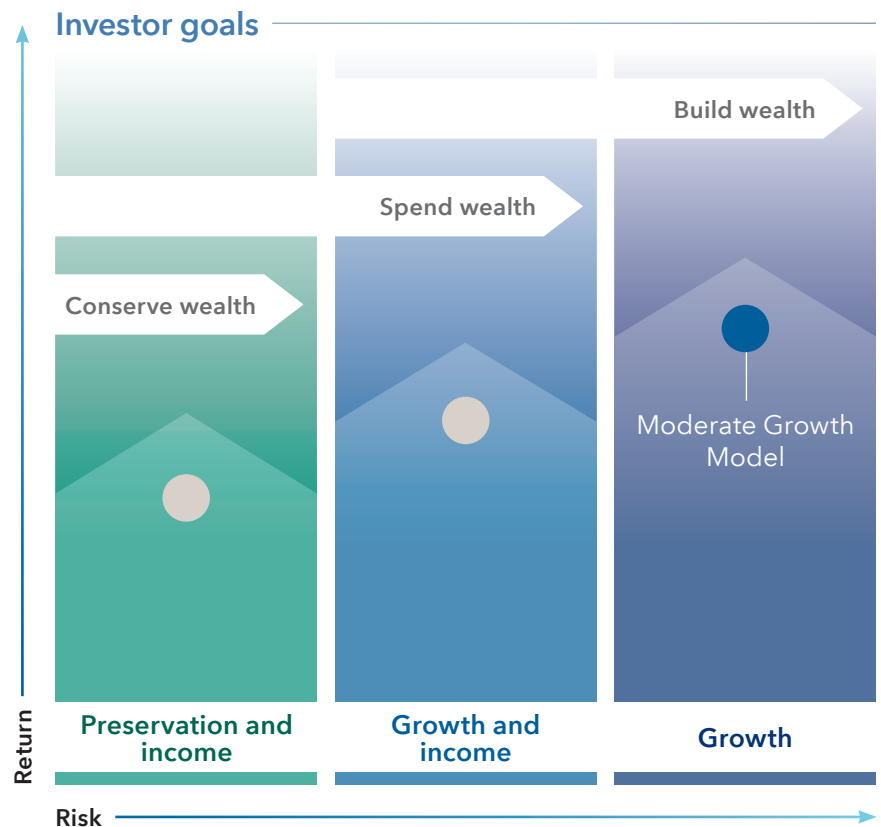 Investor goals
Build wealth
Spend wealth
Conserve wealth
Moderate Growth
Model
Preservation and
income
Growth and
income
Growth
Return
Risk